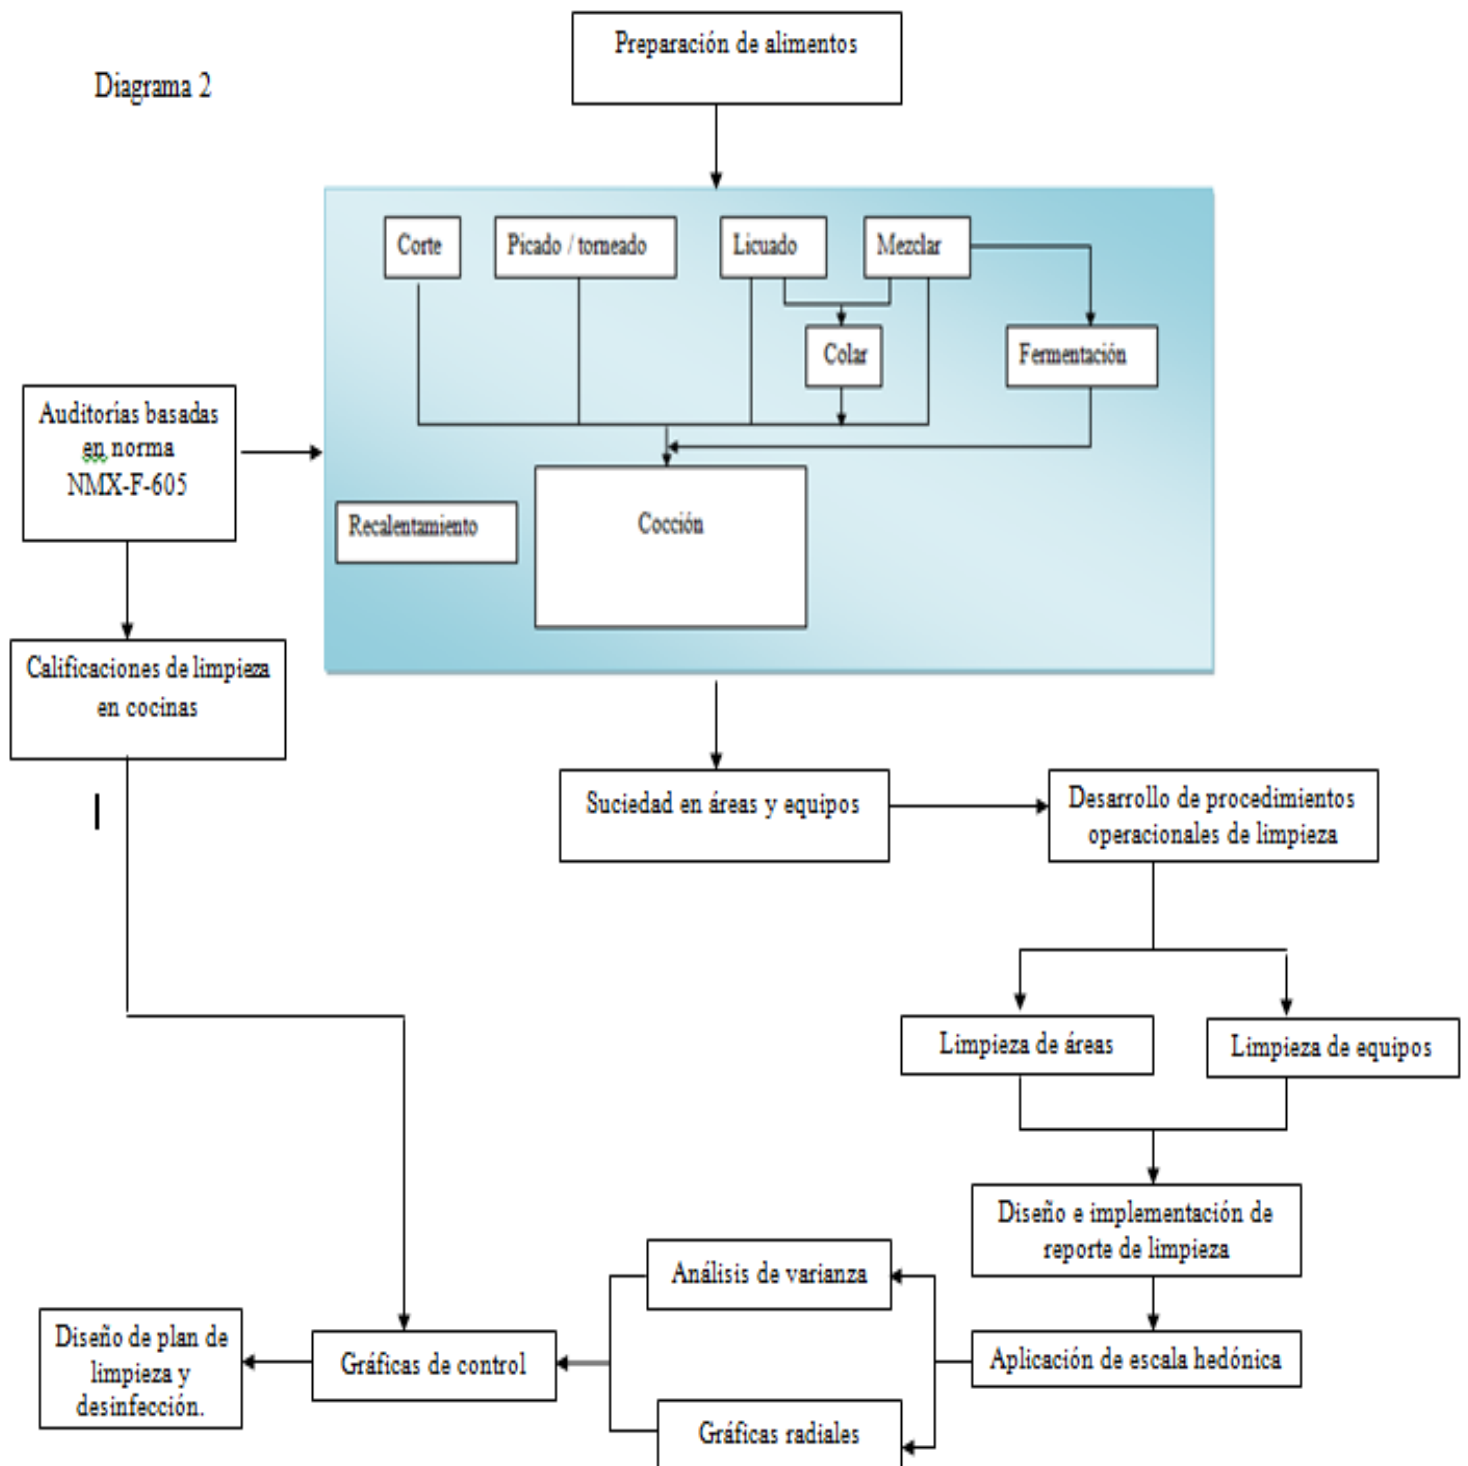 Preparación de alimentos
Diagrama 2
Corte
Picado / torneado
Licuado
Mezclar
Colar
Fermentación
Auditorías basadas
en norma
NMX-F-605
Recalentamiento
Cocción
Calificaciones de limpieza
en cocinas
Suciedad en áreas y equipos
Desarrollo de procedimientos
operacionales de limpieza
Limpieza de áreas
Limpieza de equipos
Diseño e implementación de
reporte de limpieza
Análisis de varianza
Diseño de plan de
limpieza y
desinfección.
Gráficas de control
Aplicación de escala hedónica
Gráficas radiales